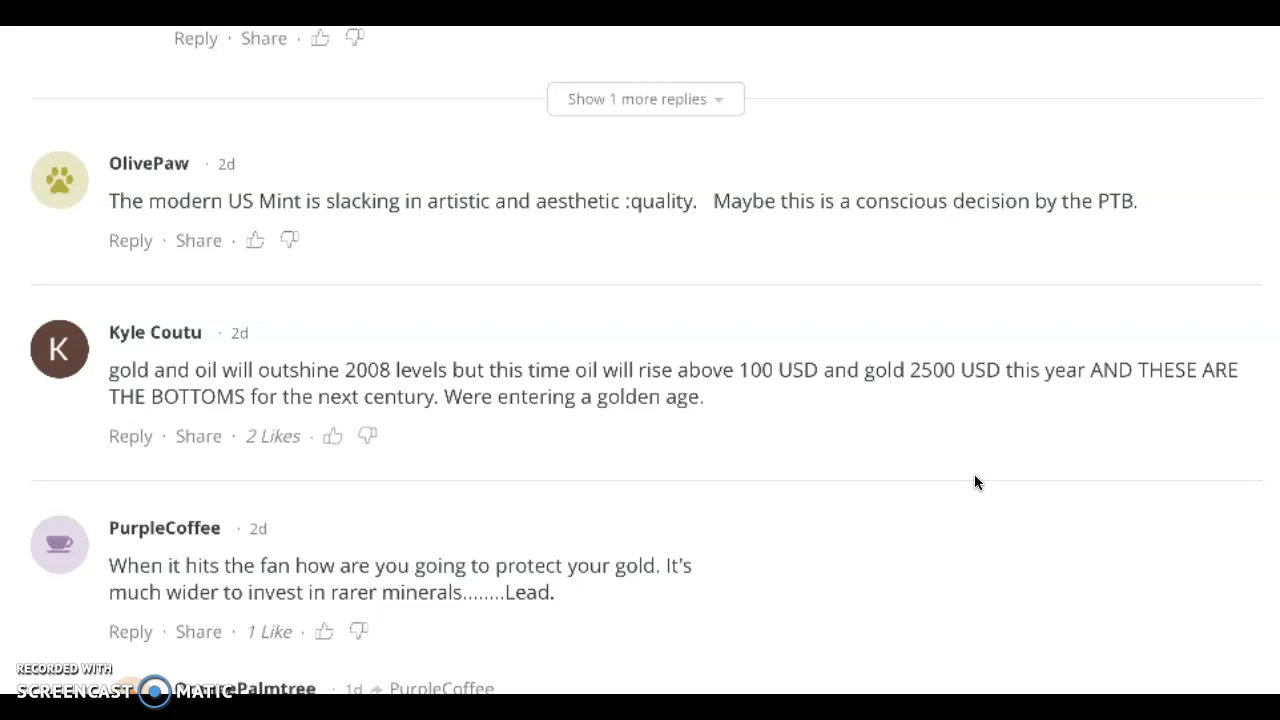 Reply · Share ·
Show 1 more replies
OlivePaw · 2d
The modern US Mint is slacking in artistic and aesthetic :quality. Maybe this is a conscious decision by the PTB.
Reply · Share ·
K
Kyle Coutu · 2d
gold and oil will outshine 2008 levels but this time oil will rise above 100 USD and gold 2500 USD this year AND THESE ARE
THE BOTTOMS for the next century. Were entering a golden age.
Reply · Share · 2 Likes ·
PurpleCoffee · 2d
When it hits the fan how are you going to protect your gold. It's
much wider to invest in rarer minerals........Lead.
Reply · Share · 1 Like ·
RECORDED WITH
SCREENCAST MATIC
Palmtree · 1d PurpleCoffee